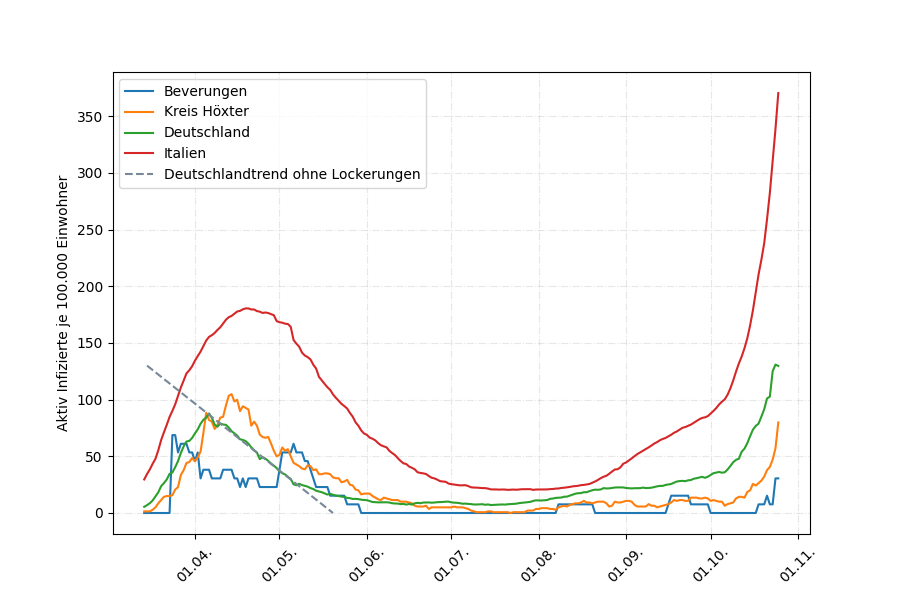 Beverungen
Kreis Höxter
Deutschland
Italien
Deutschlandtrend ohne Lockerungen
Aktiv Infizierte je 100.000 Einwohner
350
300
250
200
150
100
50
0
01.04.
01.05.
01.06.
01.07.
01.08.
01.09.
01.10.
01.11.